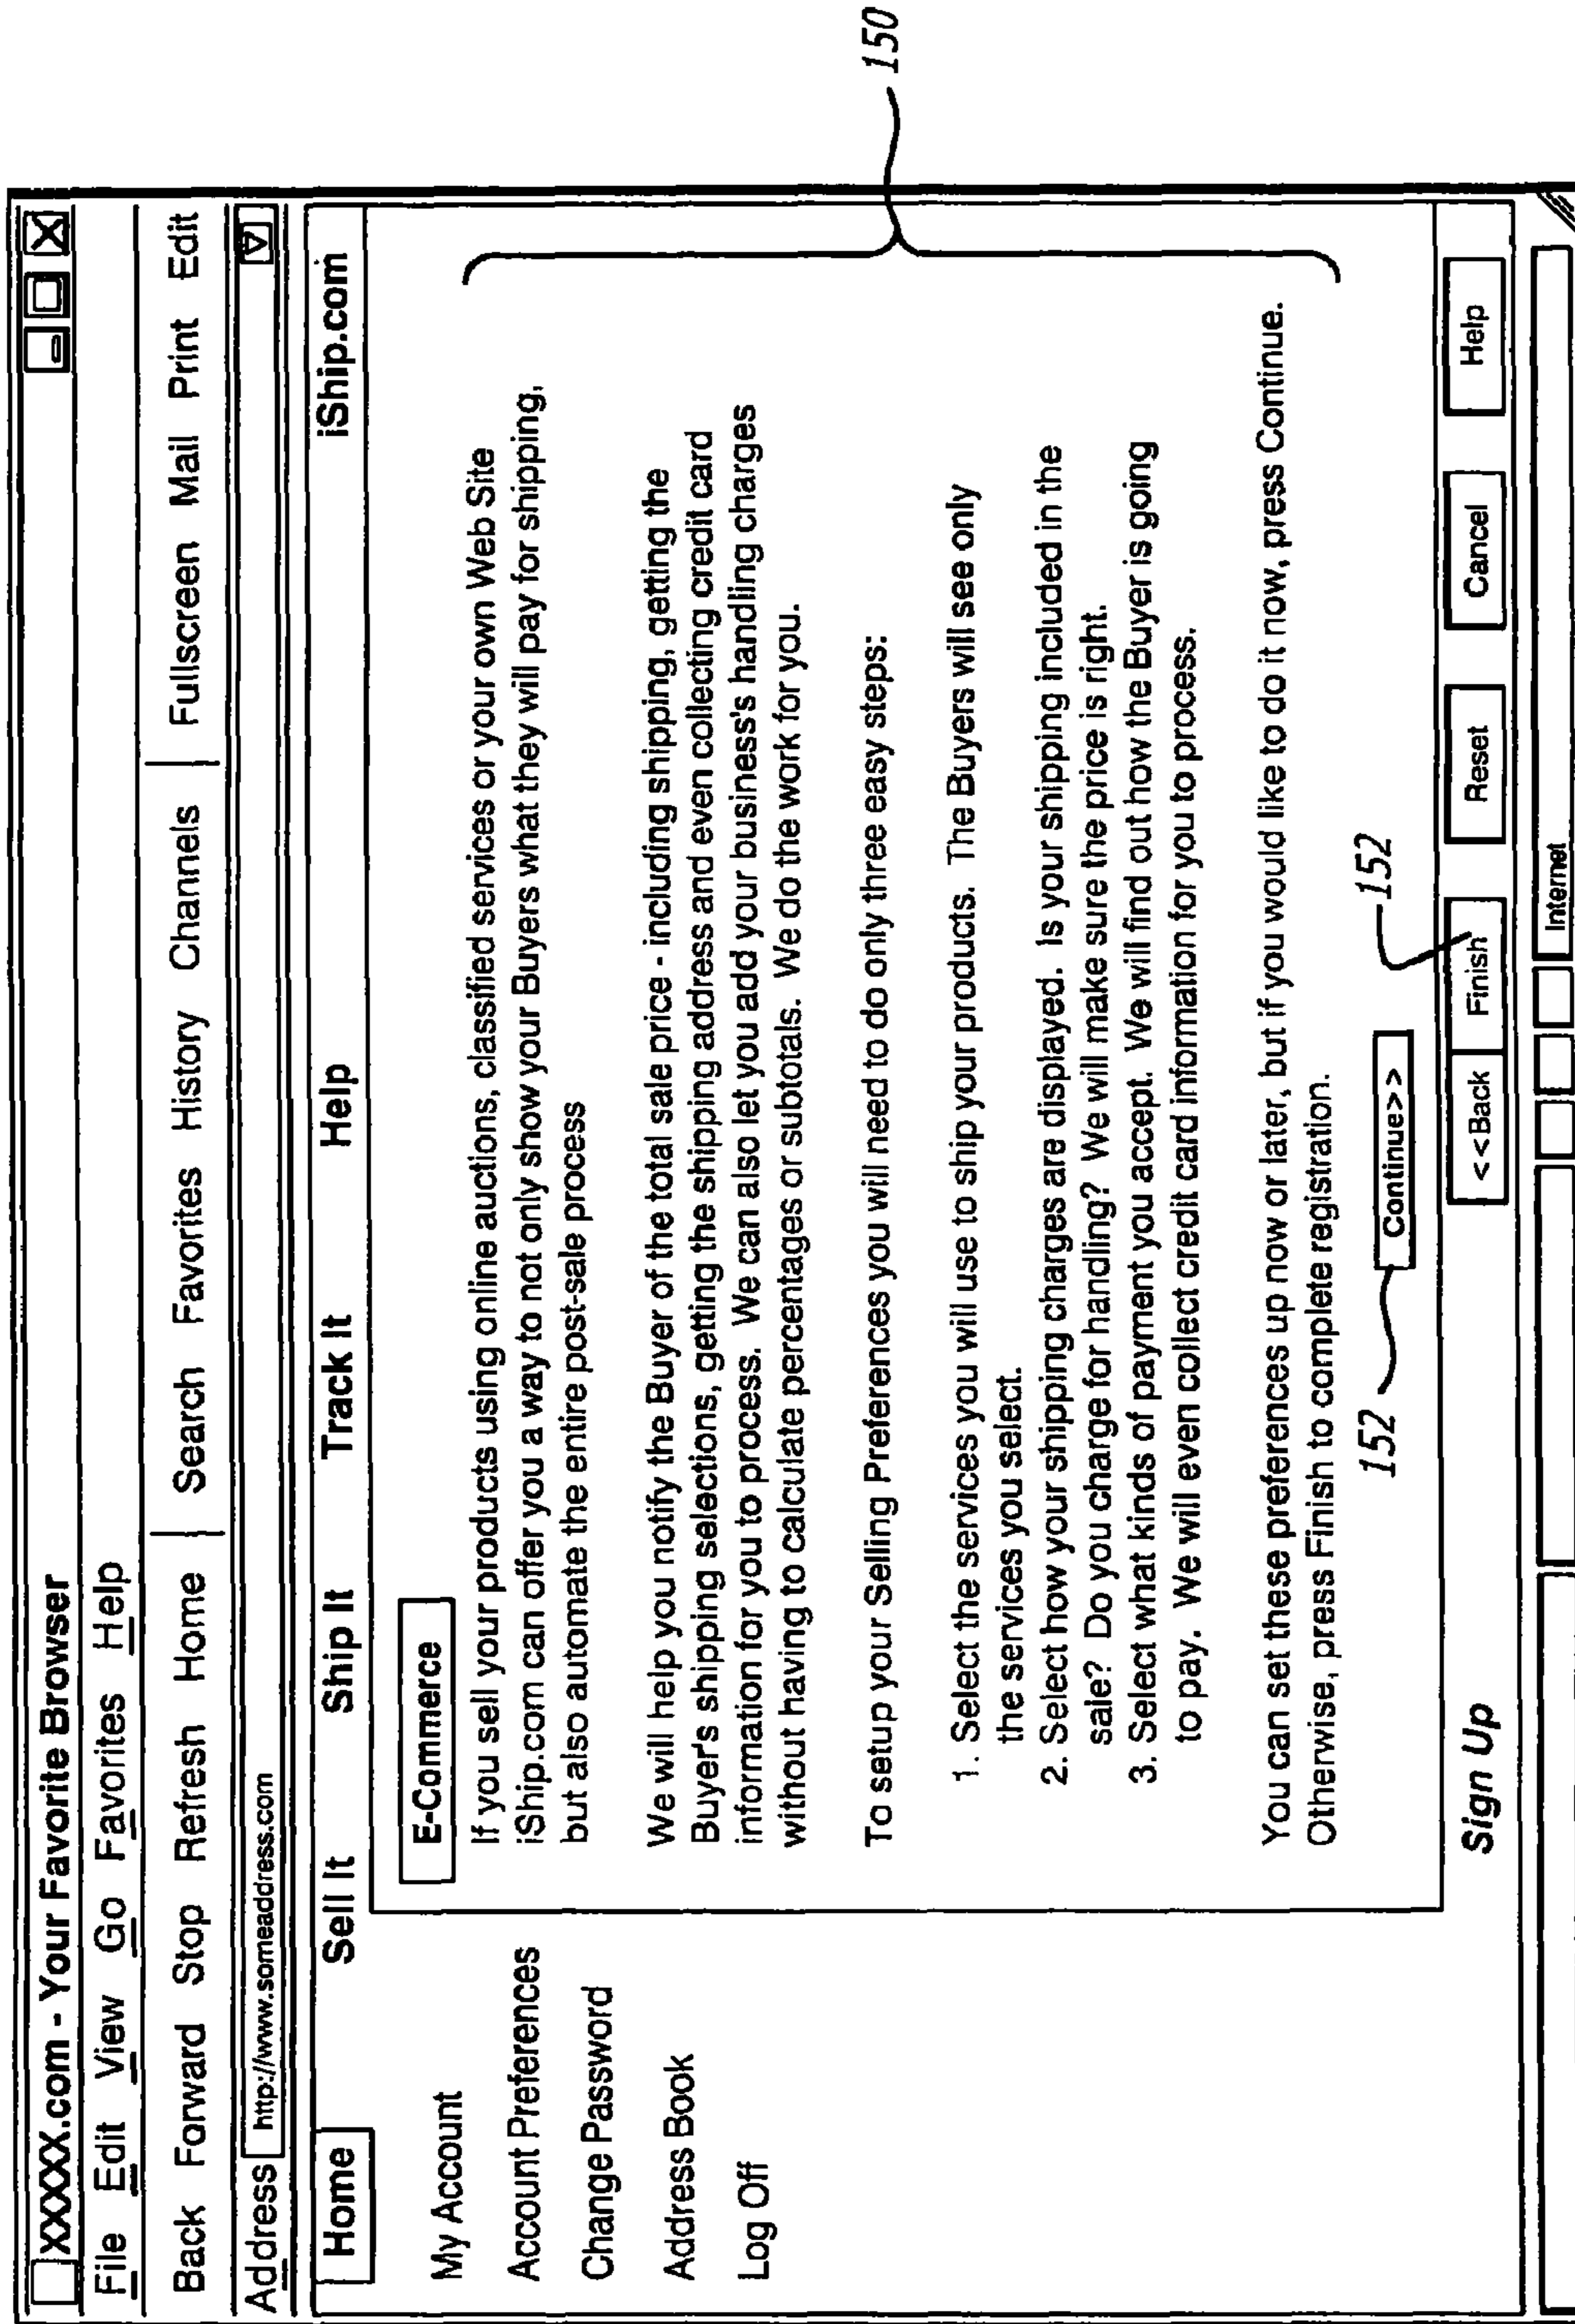 XXXXX.com - Your Favorite Browser
File Edit View Go Favorites Help
Back Forward Stop Refresh Home Search Favorites History Channels Fullscreen Mail Print Edit
Address http://www.someaddress.com
Home Sell It Ship It Track It Help iShip.com
My Account
Account Preferences
Change Password
Address Book
Log Off
E-Commerce
If you sell your products using online auctions, classified services or your own Web Site
iShip.com can offer you a way to not only show your Buyers what they will pay for shipping,
but also automate the entire post-sale process
We will help you notify the Buyer of the total sale price - including shipping, getting the
Buyer's shipping selections, getting the shipping address and even collecting credit card
information for you to process. We can also let you add your business's handling charges
without having to calculate percentages or subtotals. We do the work for you.
To setup your Selling Preferences you will need to do only three easy steps:
1. Select the services you will use to ship your products. The Buyers will see only
the services you select.
2. Select how your shipping charges are displayed. Is your shipping included in the
sale? Do you charge for handling? We will make sure the price is right.
3. Select what kinds of payment you accept. We will find out how the Buyer is going
to pay. We will even collect credit card information for you to process.
You can set these preferences up now or later, but if you would like to do it now, press Continue.
Otherwise, press Finish to complete registration.
150
152 Continue>> 152
Sign Up <<Back Finish Reset Cancel Help
Internet